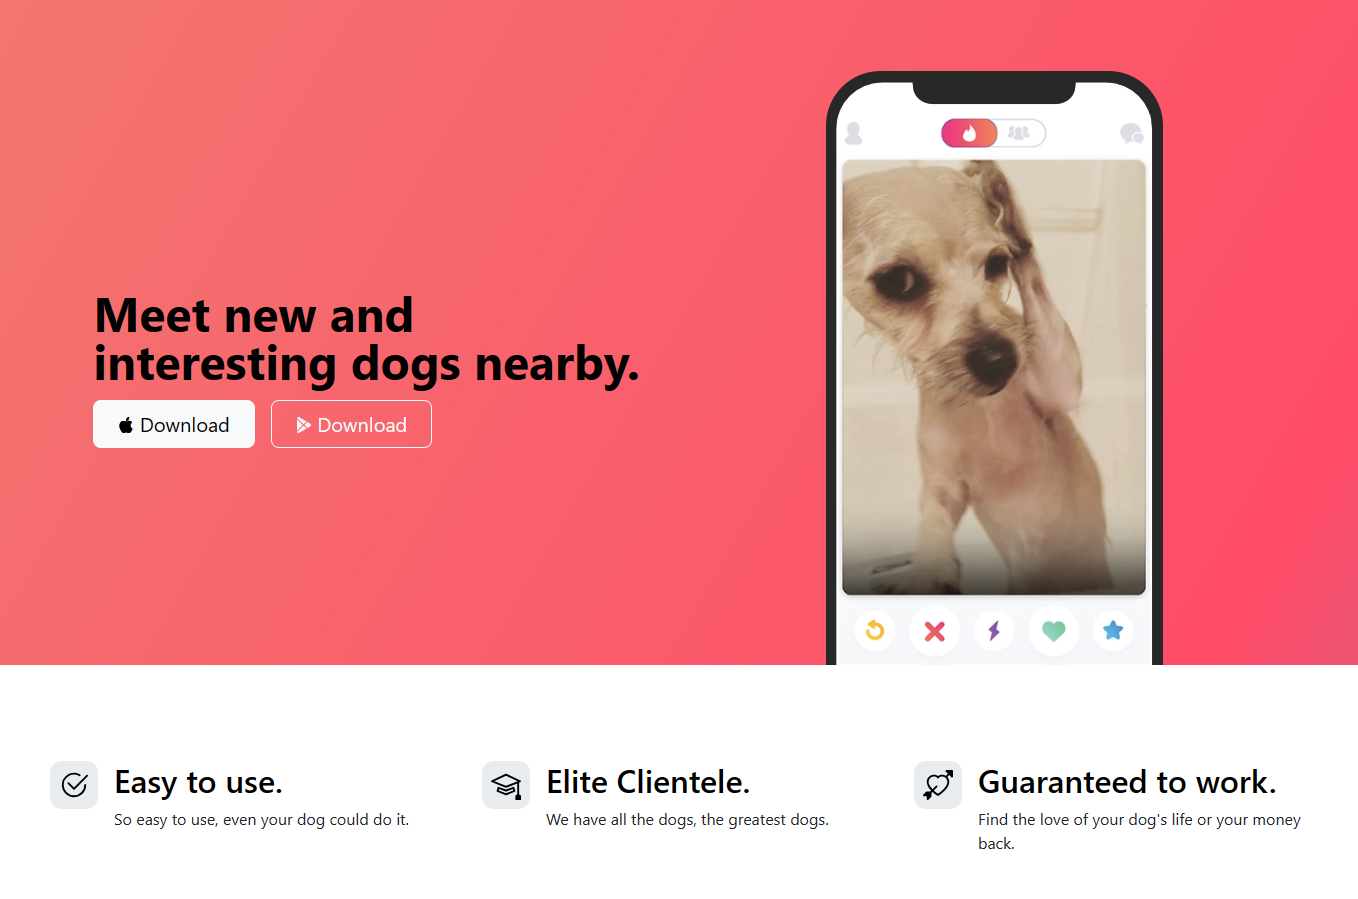 Meet new and
interesting dogs nearby.
Download
Download
Easy to use.
So easy to use, even your dog could do it.
Elite Clientele.
We have all the dogs, the greatest dogs.
Guaranteed to work.
Find the love of your dog's life or your money
back.